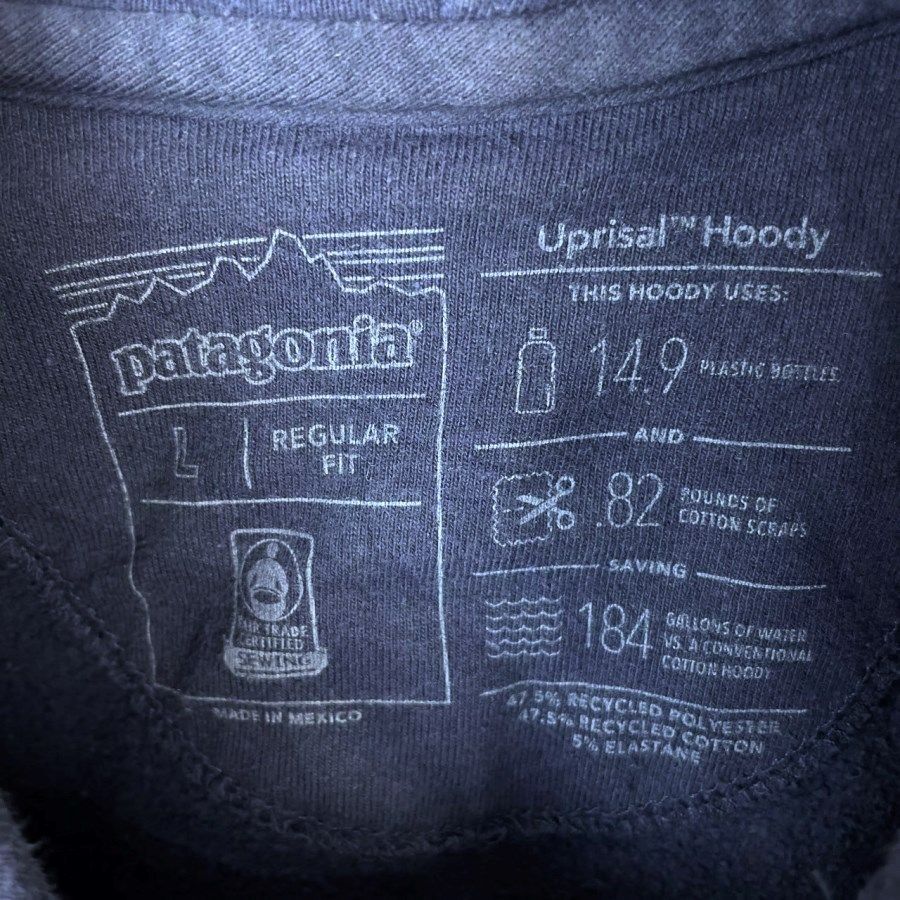 patagonia®
L
REGULAR
FIT
FAIR TRADE
CERTIFIED
SEWING
MADE IN MEXICO
Uprisal™ Hoody
THIS HOODY USES:
14.9 PLASTIC BOTTLES
AND
.82 POUNDS OF
COTTON SCRAPS
SAVING
184 GALLONS OF WATER
VS. A CONVENTIONAL
COTTON HOODY
47.5% RECYCLED POLYESTER
47.5% RECYCLED COTTON
5% ELASTANE